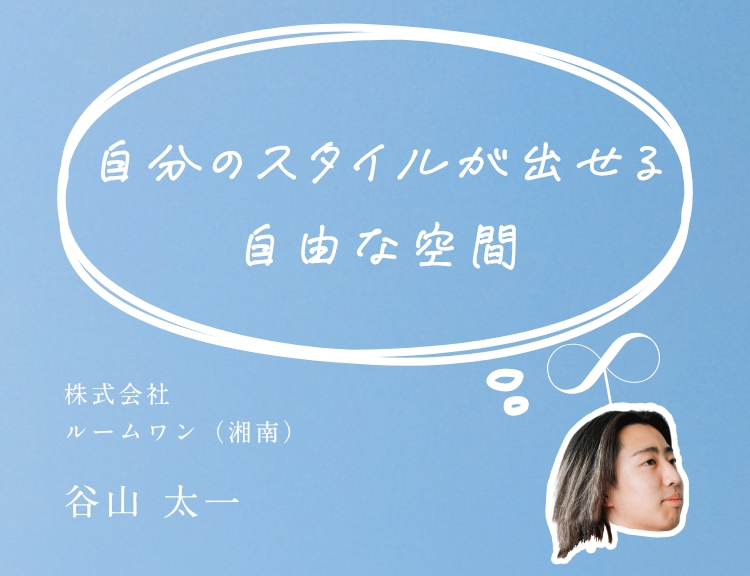 自分のスタイルが出せる
自由な空間
株式会社
ルームワン（湘南）
谷山 太一